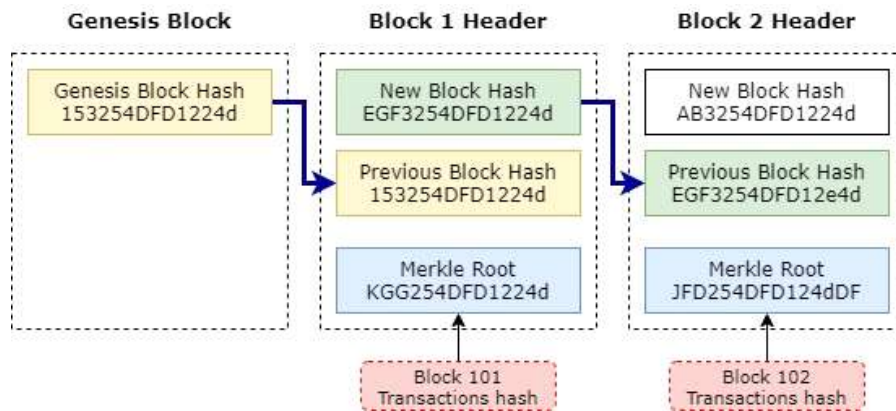 Genesis Block
Block 1 Header
Block 2 Header
Genesis Block Hash
153254DFD1224d
New Block Hash
EGF3254DFD1224d
New Block Hash
AB3254DFD1224d
Previous Block Hash
153254DFD1224d
Previous Block Hash
EGF3254DFD12e4d
Merkle Root
KGG254DFD1224d
Merkle Root
JFD254DFD124dDF
Block 101
Transactions hash
Block 102
Transactions hash